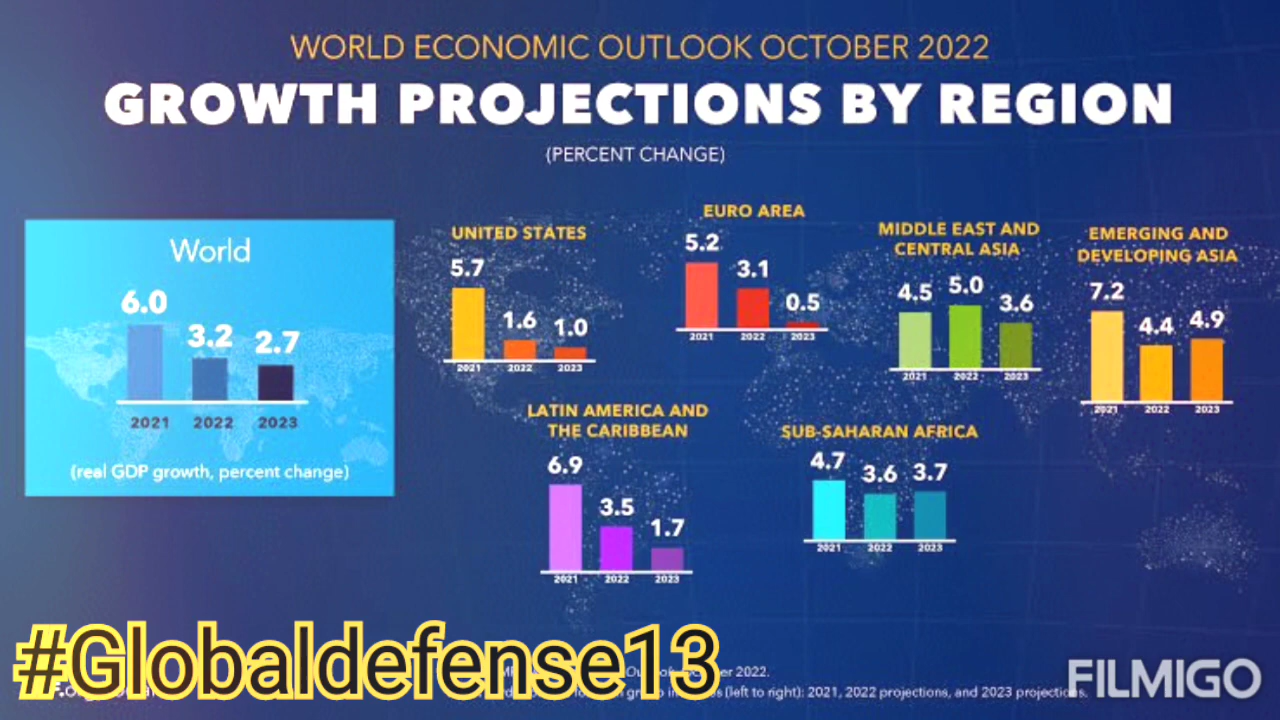 WORLD ECONOMIC OUTLOOK OCTOBER 2022
GROWTH PROJECTIONS BY REGION
(PERCENT CHANGE)
World
6.0
3.2
2.7
2021
2022
2023
(real GDP growth, percent change)
UNITED STATES
5.7
1.6
1.0
2021
2022
2023
EURO AREA
5.2
3.1
0.5
2021
2022
2023
MIDDLE EAST AND
CENTRAL ASIA
4.5
5.0
3.6
2021
2022
2023
EMERGING AND
DEVELOPING ASIA
7.2
4.4
4.9
2021
2022
2023
LATIN AMERICA AND
THE CARIBBEAN
6.9
3.5
1.7
2021
2022
2023
SUB-SAHARAN AFRICA
4.7
3.6
3.7
2021
2022
2023
#Globaldefense13
2022.
(left to right): 2021, 2022 projections, and 2023 projections.
FILMIGO